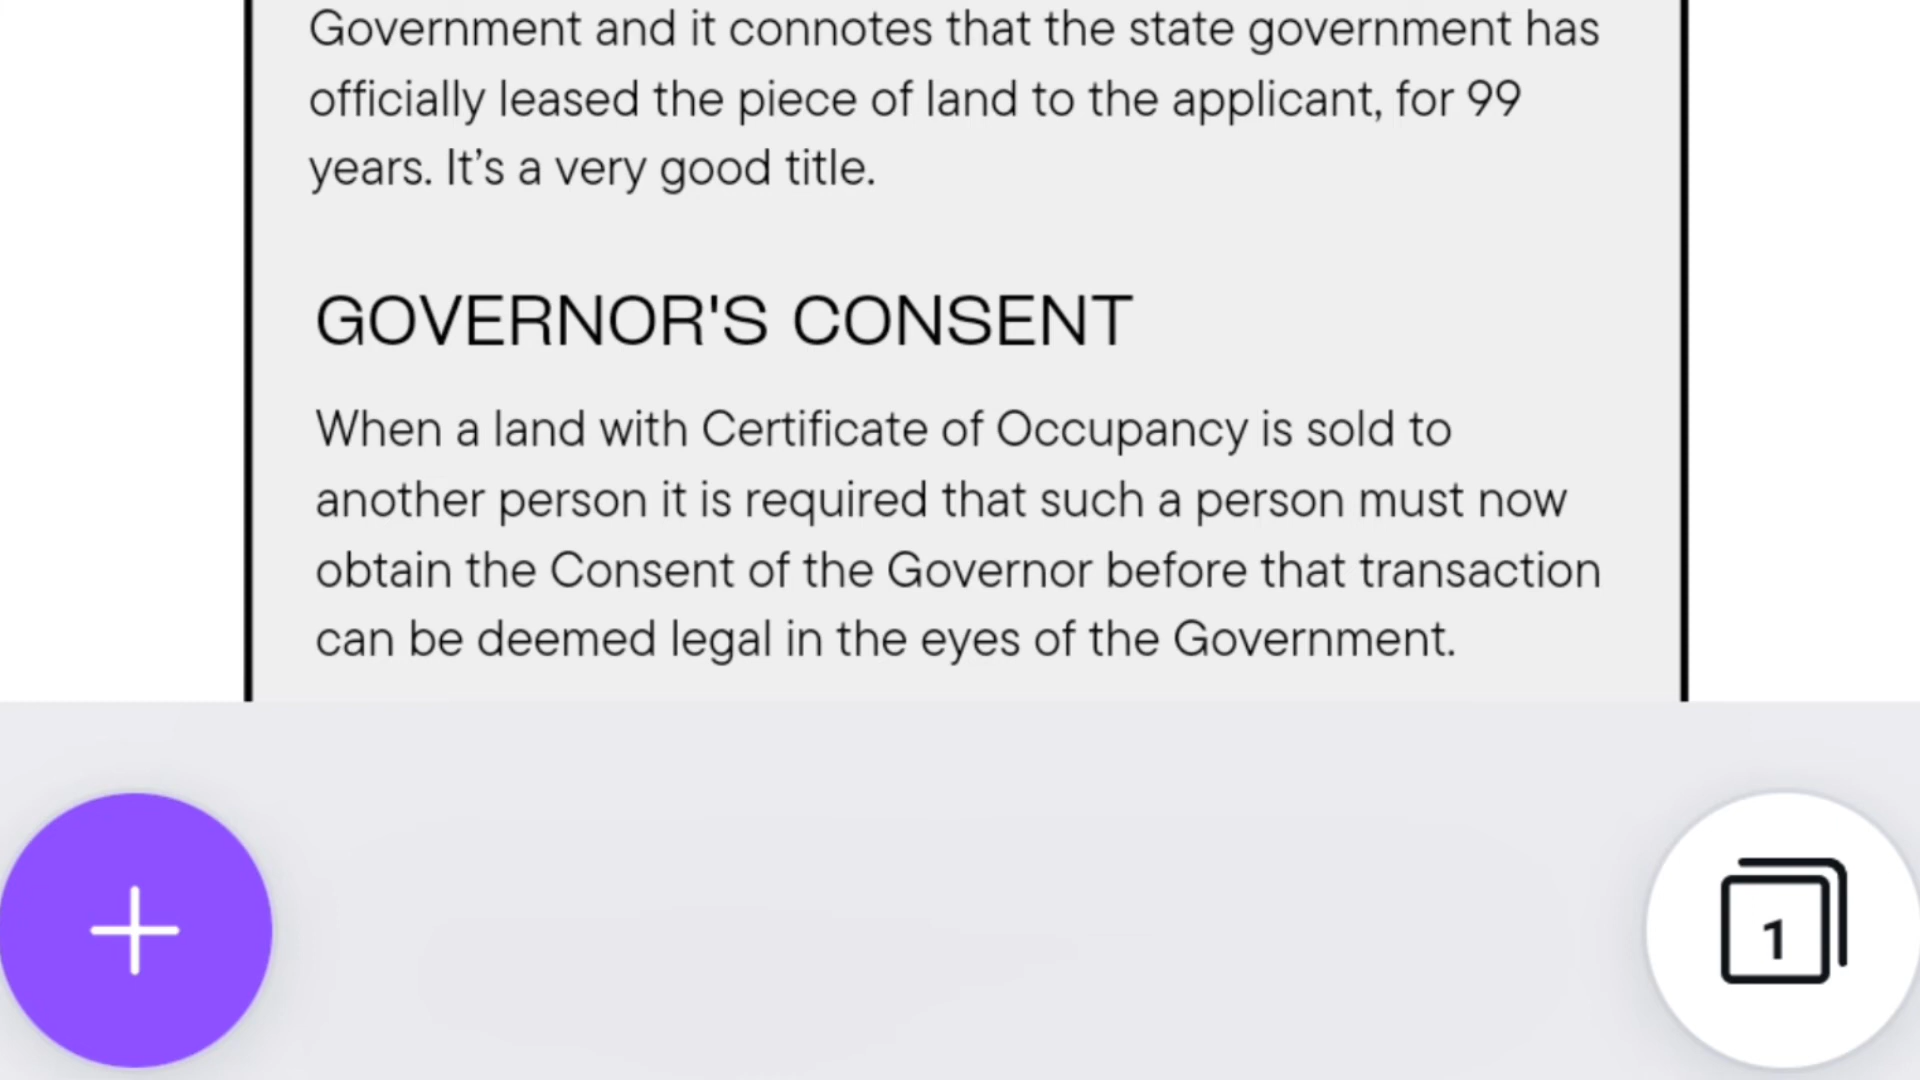 Government and it connotes that the state government has
officially leased the piece of land to the applicant, for 99
years. It’s a very good title.
GOVERNOR'S CONSENT
When a land with Certificate of Occupancy is sold to
another person it is required that such a person must now
obtain the Consent of the Governor before that transaction
can be deemed legal in the eyes of the Government.
1